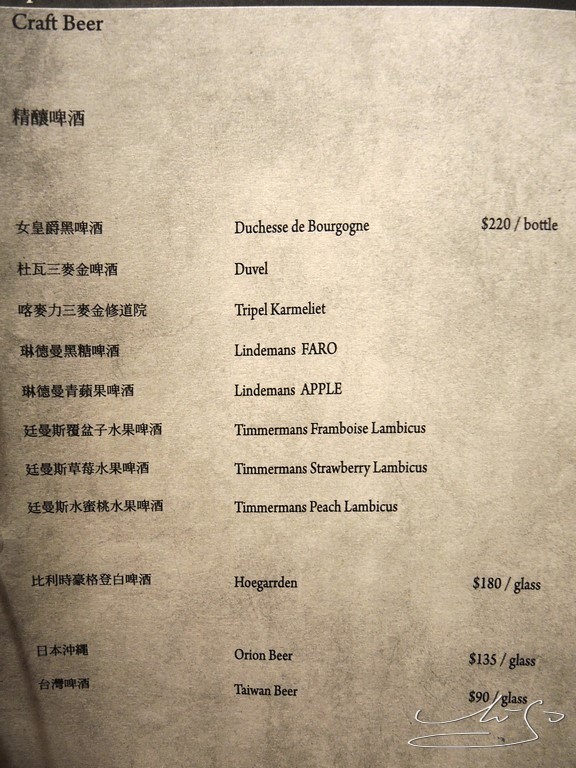 Craft Beer
精釀啤酒
女皇爵黑啤酒 Duchesse de Bourgogne $220 / bottle
杜瓦三麥金啤酒 Duvel
喀麥力三麥金修道院 Tripel Karmeliet
琳德曼黑糖啤酒 Lindemans FARO
琳德曼青蘋果啤酒 Lindemans APPLE
廷曼斯覆盆子水果啤酒 Timmermans Framboise Lambicus
廷曼斯草莓水果啤酒 Timmermans Strawberry Lambicus
廷曼斯水蜜桃水果啤酒 Timmermans Peach Lambicus
比利時豪格登白啤酒 Hoegarrden $180 / glass
日本沖繩 Orion Beer $135 / glass
台灣啤酒 Taiwan Beer $90 / glass